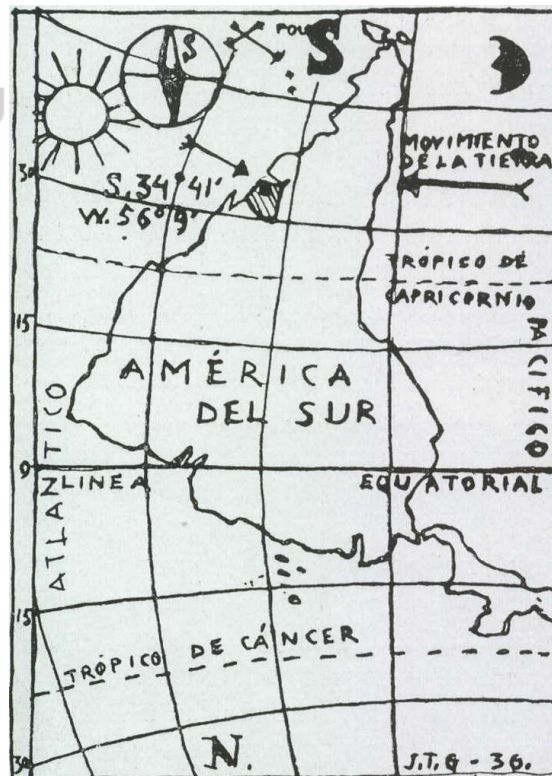 POLO S
S
MOVIMIENTO
DE LA TIERRA
30
S. 34° 41'
W. 56° 9'
TRÓPICO DE
CAPRICORNIO
15
PACIFICO
AMÉRICA
DEL SUR
ATLANTICO
0
LINEA EQUATORIAL
15
TRÓPICO DE CÁNCER
30
N.
J.T.G - 36.